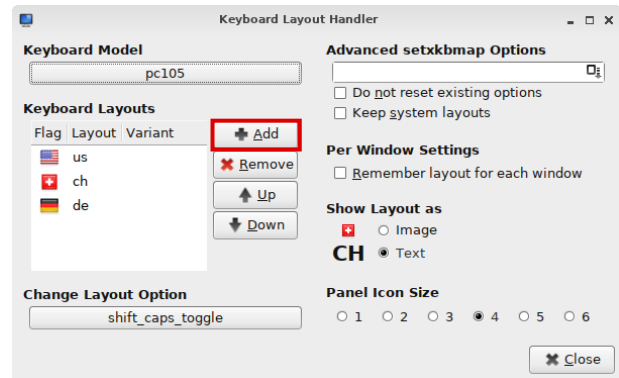 Keyboard Layout Handler
Keyboard Model
pc105
Keyboard Layouts
Flag Layout Variant
us
ch
de
Add
Remove
Up
Down
Change Layout Option
shift_caps_toggle
Advanced setxkbmap Options
Do not reset existing options
Keep system layouts
Per Window Settings
Remember layout for each window
Show Layout as
Image
CH Text
Panel Icon Size
1 2 3 4 5 6
Close